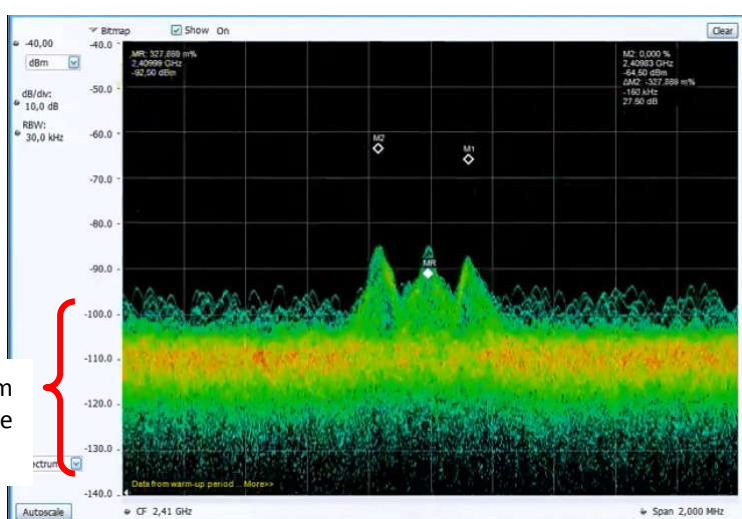 Bitmap
Show On
Clear
-40,00
dBm
dB/div:
10,0 dB
RBW:
30,0 kHz
-40.0
-50.0
-60.0
-70.0
-80.0
-90.0
-100.0
-110.0
-120.0
-130.0
-140.0
MR: 327,869 m%
2,40999 GHz
-92,00 dBm
M2: 0,000 %
2,40983 GHz
-64,50 dBm
ΔM2: -327,869 m%
-160 kHz
27.50 dB
M2
M1
MR
Data from warm-up period ...More>>
Autoscale
CF 2,41 GHz
Span 2,000 MHz